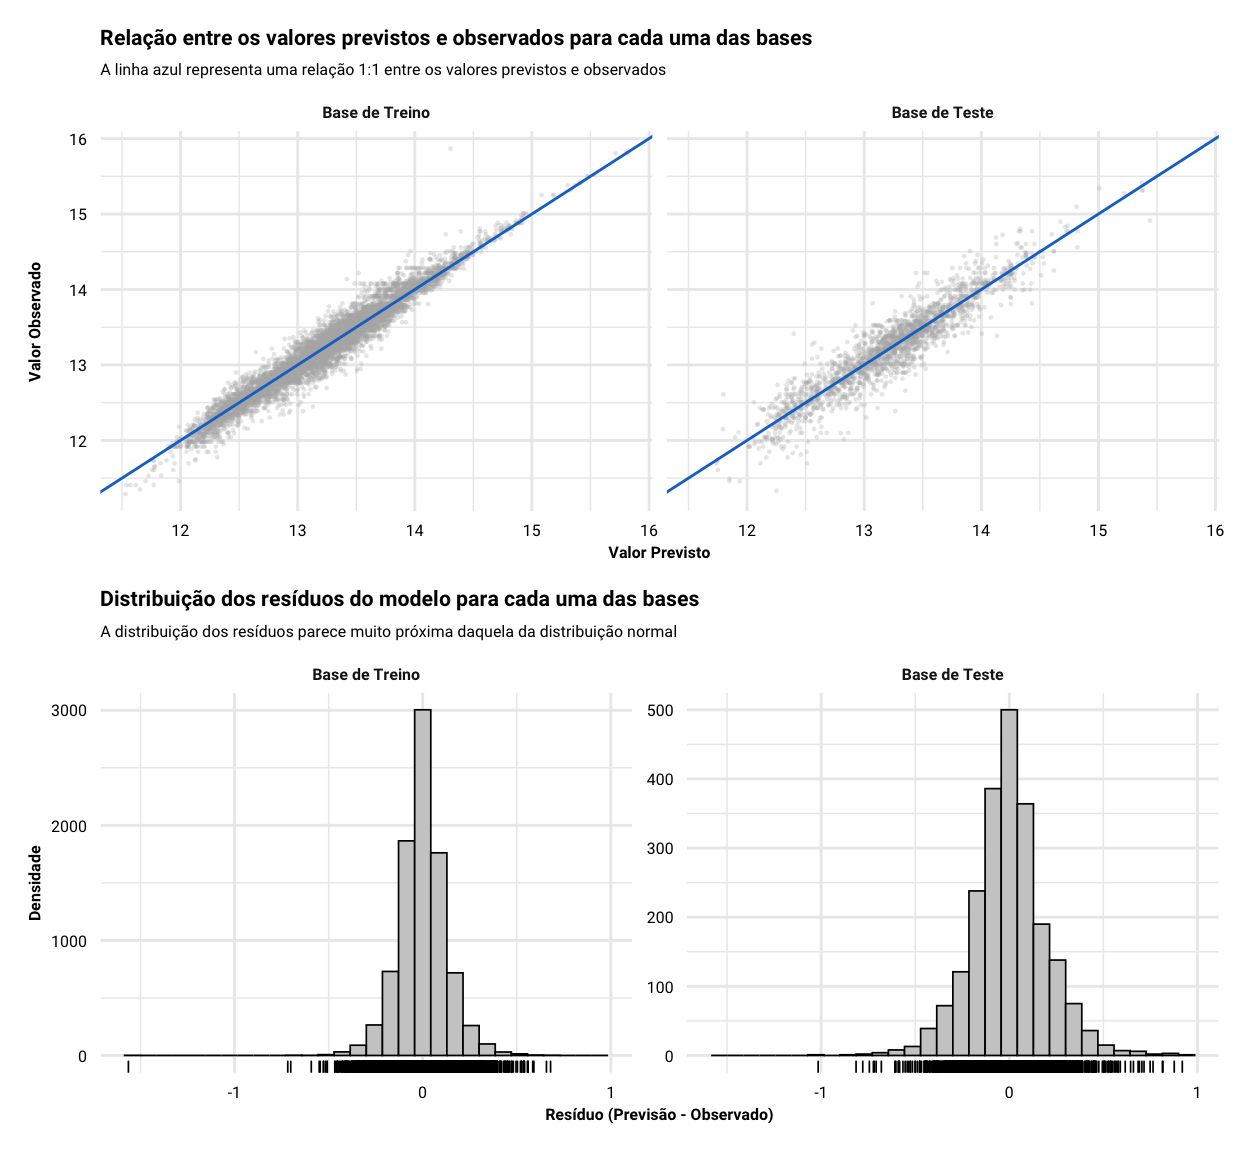 Relação entre os valores previstos e observados para cada uma das bases
A linha azul representa uma relação 1:1 entre os valores previstos e observados
Base de Treino
Base de Teste
Valor Observado
16
15
14
13
12
12 13 14 15 16
12 13 14 15 16
Valor Previsto
Distribuição dos resíduos do modelo para cada uma das bases
A distribuição dos resíduos parece muito próxima daquela da distribuição normal
Base de Treino
Base de Teste
Densidade
3000
2000
1000
0
500
400
300
200
100
0
-1 0 1
-1 0 1
Resíduo (Previsão - Observado)